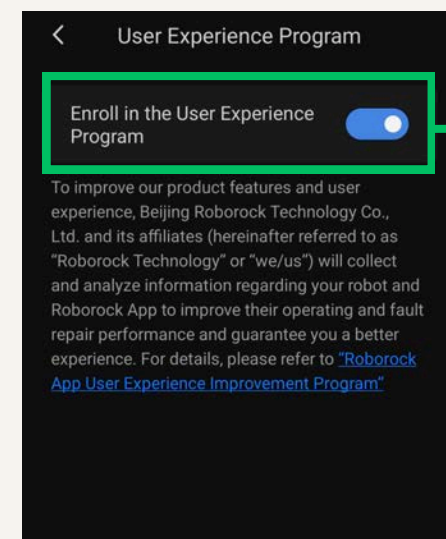 User Experience Program
Enroll in the User Experience
Program
To improve our product features and user
experience, Beijing Roborock Technology Co.,
Ltd. and its affiliates (hereinafter referred to as
“Roborock Technology” or “we/us”) will collect
and analyze information regarding your robot and
Roborock App to improve their operating and fault
repair performance and guarantee you a better
experience. For details, please refer to “Roborock
App User Experience Improvement Program”